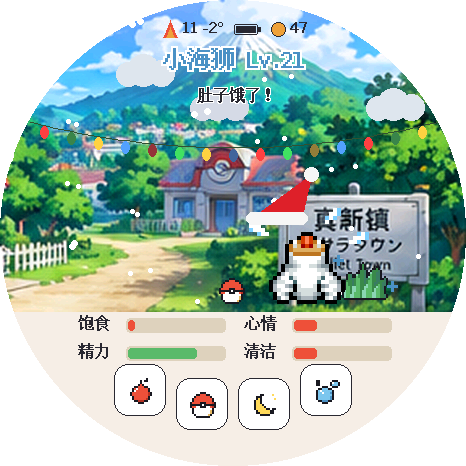 11 -2° 47
小海狮 Lv.21
肚子饿了！
真新镇
サラタウン
let Town
饱食 心情
精力 清洁